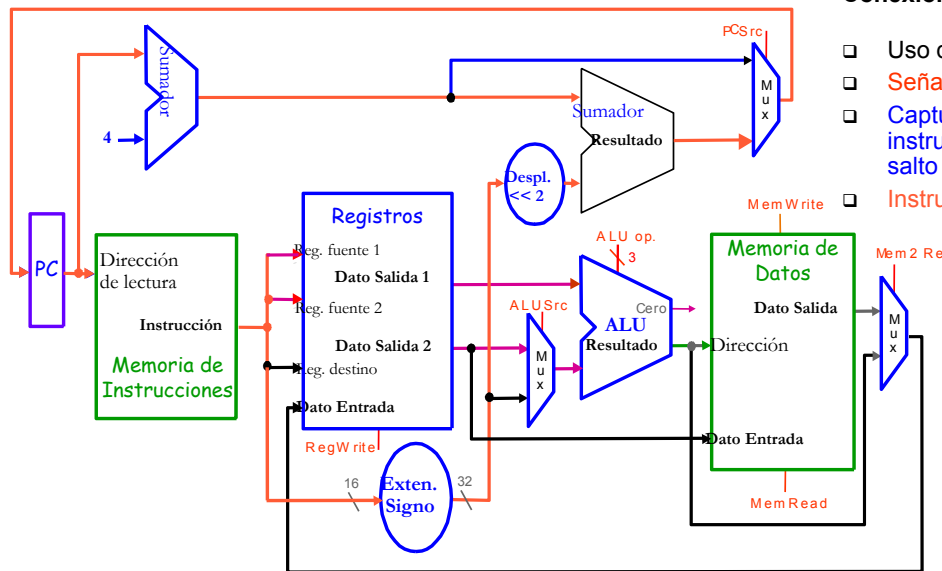 PCSrc
Mux
Uso
Seña
Captu
instru
salto
Instru
Sumador
4
Sumador
Resultado
Despl.
<< 2
MemWrite
Registros
Reg. fuente 1
Dato Salida 1
Reg. fuente 2
Dato Salida 2
Reg. destino
Dato Entrada
RegWrite
PC
Dirección
de lectura
Instrucción
Memoria de
Instrucciones
16
Exten.
Signo
32
ALU op.
3
ALUSrc
Mux
Cero
ALU
Resultado
Memoria de
Datos
Dato Salida
Dirección
Dato Entrada
MemRead
Mem2 Re
Mux